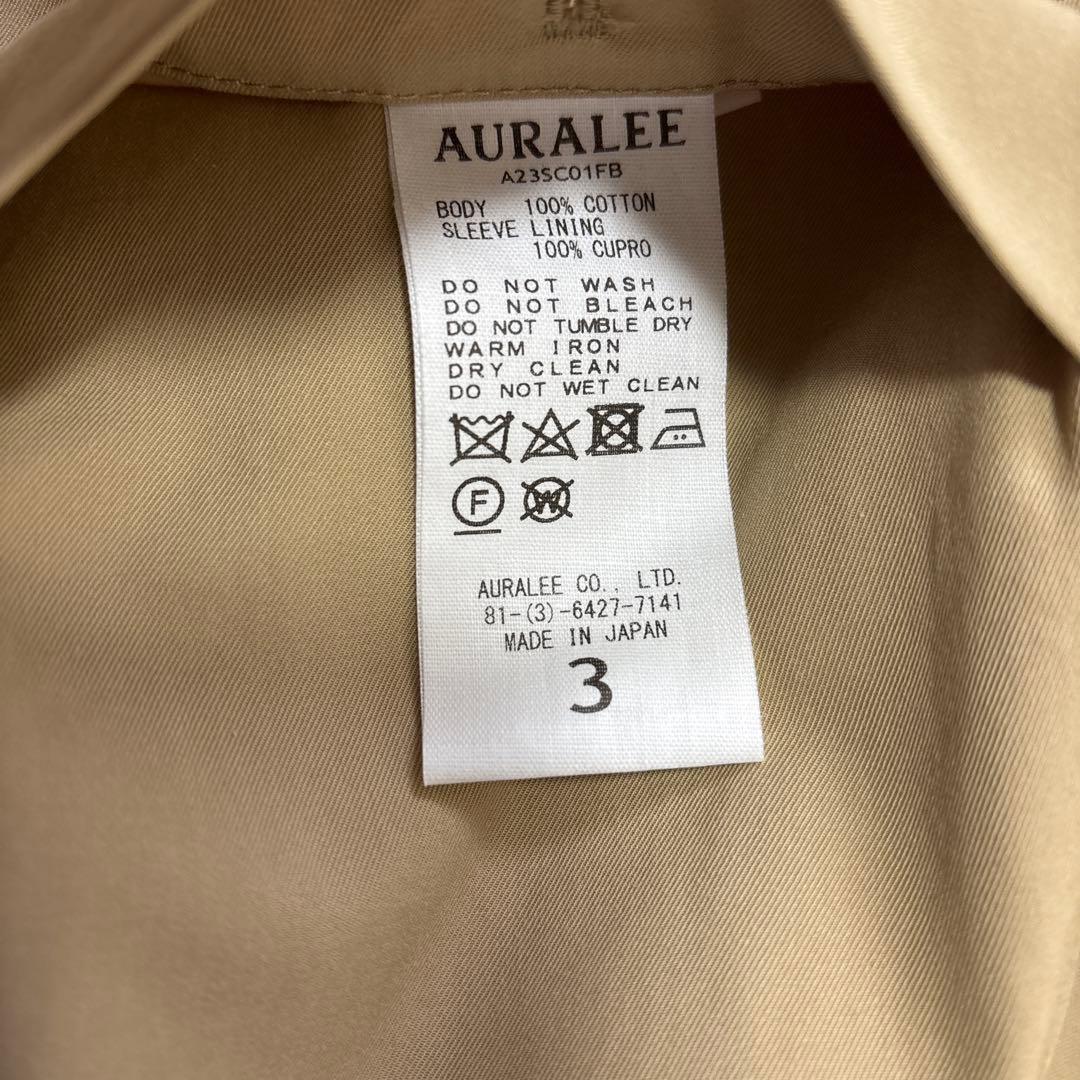 AURALEE
A23SC01FB
BODY 100% COTTON
SLEEVE LINING
100% CUPRO
DO NOT WASH
DO NOT BLEACH
DO NOT TUMBLE DRY
WARM IRON
DRY CLEAN
DO NOT WET CLEAN
F W
AURALEE CO., LTD.
81-(3)-6427-7141
MADE IN JAPAN
3